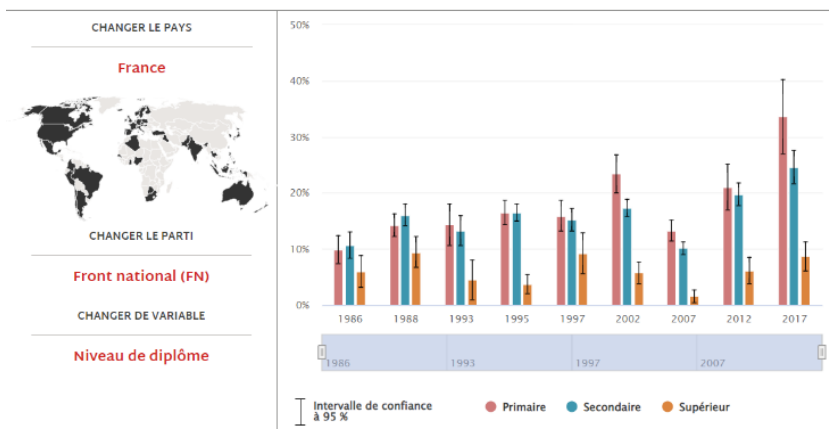 CHANGER LE PAYS
France
CHANGER LE PARTI
Front national (FN)
CHANGER DE VARIABLE
Niveau de diplôme
50%
40%
30%
20%
10%
0%
1986 1988 1993 1995 1997 2002 2007 2012 2017
1986 1993 1997 2007
Intervalle de confiance
à 95 %
Primaire Secondaire Supérieur